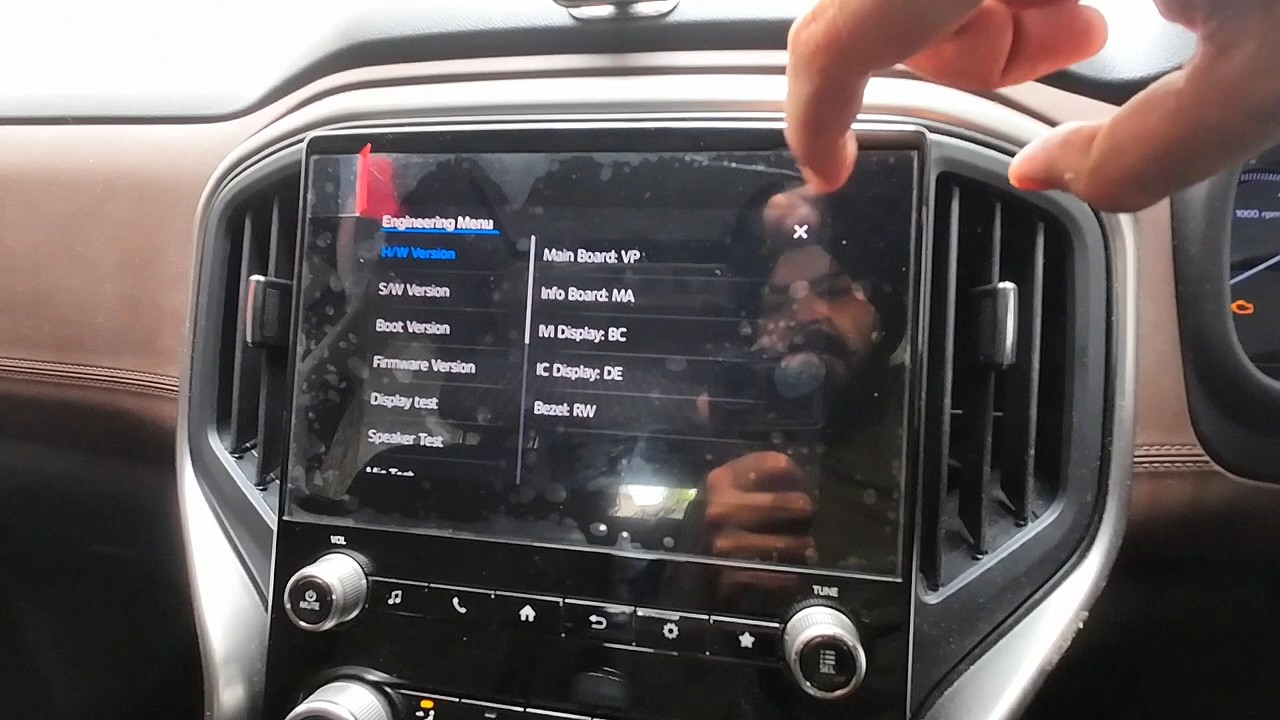 Engineering Menu
H/W Version
S/W Version
Boot Version
Firmware Version
Display test
Speaker Test
Main Board: VP
Info Board: MA
IVI Display: BC
IC Display: DE
Bezel: RW
VOL
MUTE
TUNE
SEL
1000 rpm